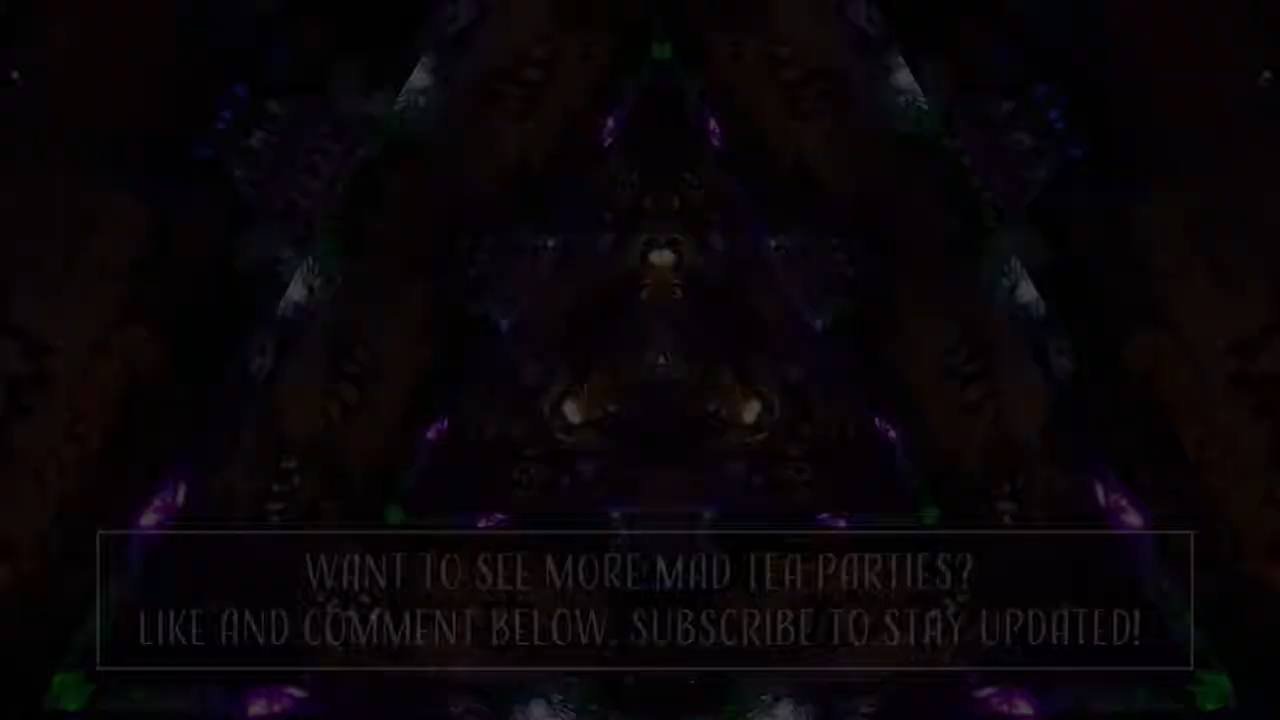 WANT TO SEE MORE MAD TEA PARTIES?
LIKE AND COMMENT BELOW. SUBSCRIBE TO STAY UPDATED!